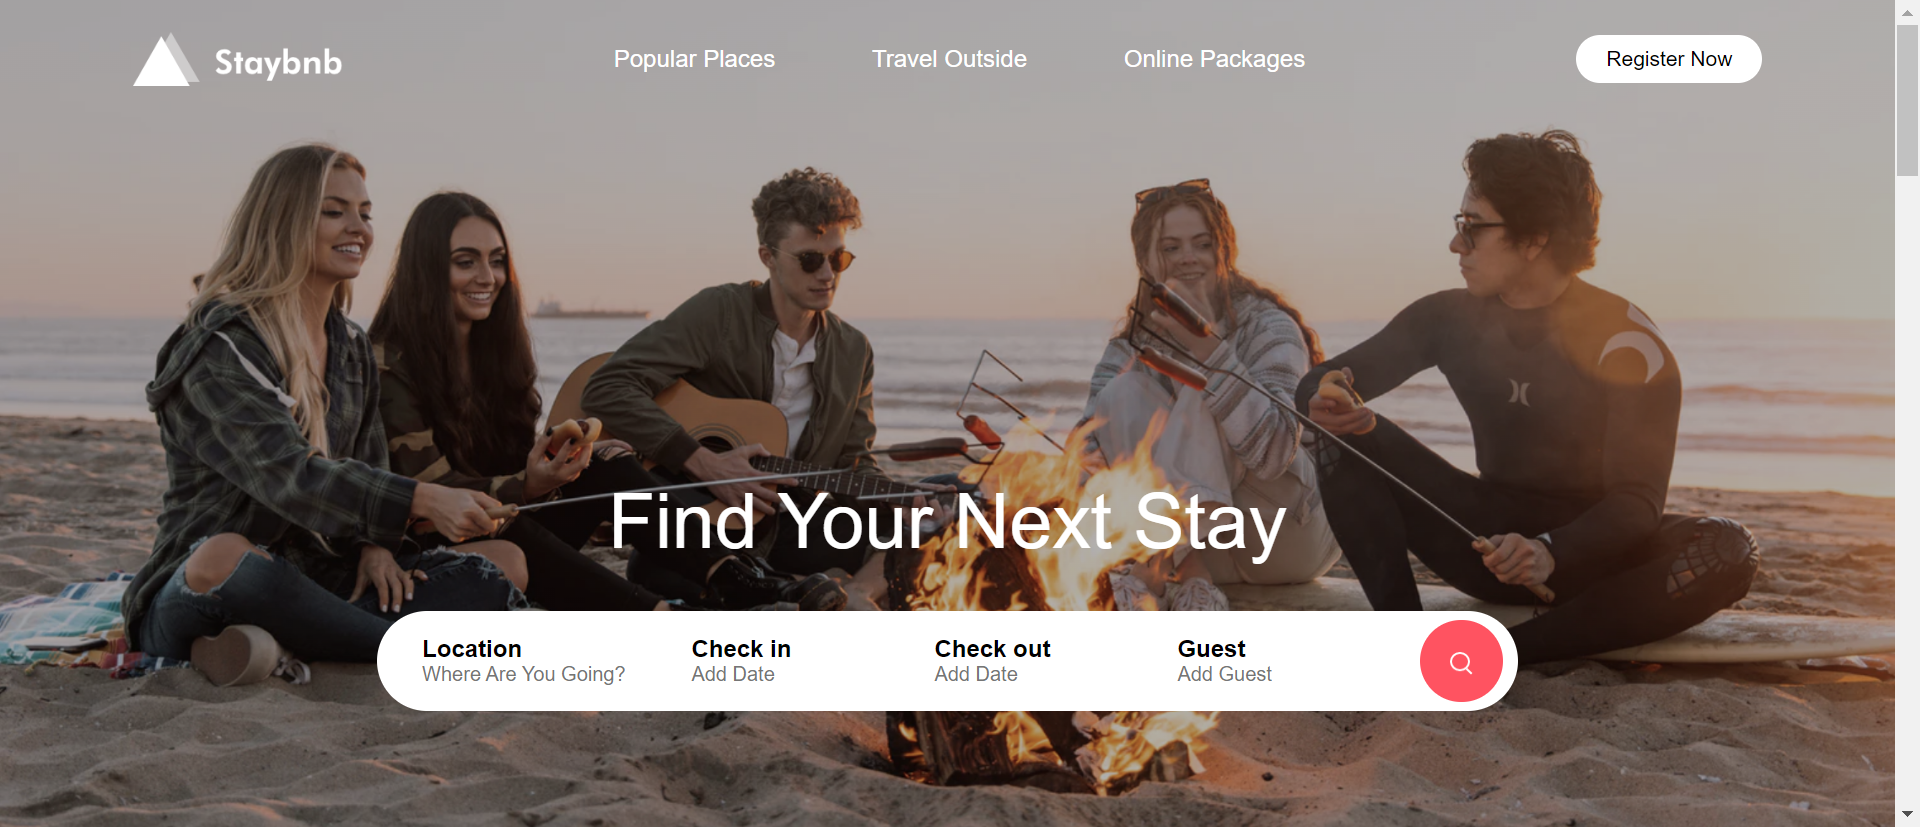 Staybnb
Popular Places
Travel Outside
Online Packages
Register Now
Find Your Next Stay
Location
Where Are You Going?
Check in
Add Date
Check out
Add Date
Guest
Add Guest